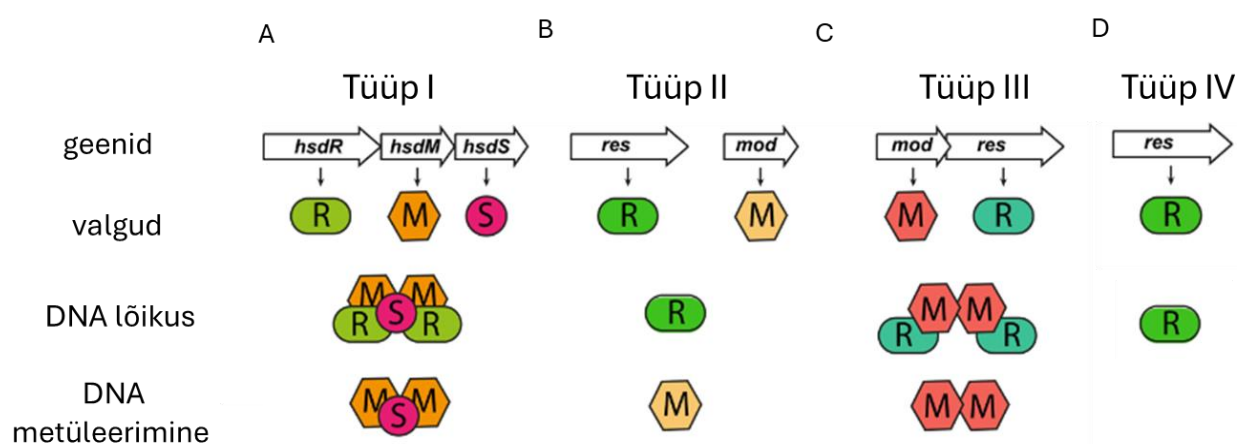 A B C D
Tüüp I Tüüp II Tüüp III Tüüp IV
geenid hsdR hsdM hsdS res mod mod res res
valgud R M S R M M R R
DNA lõikus M M R S R R M M R R R
DNA
metüleerimine M M S M M M